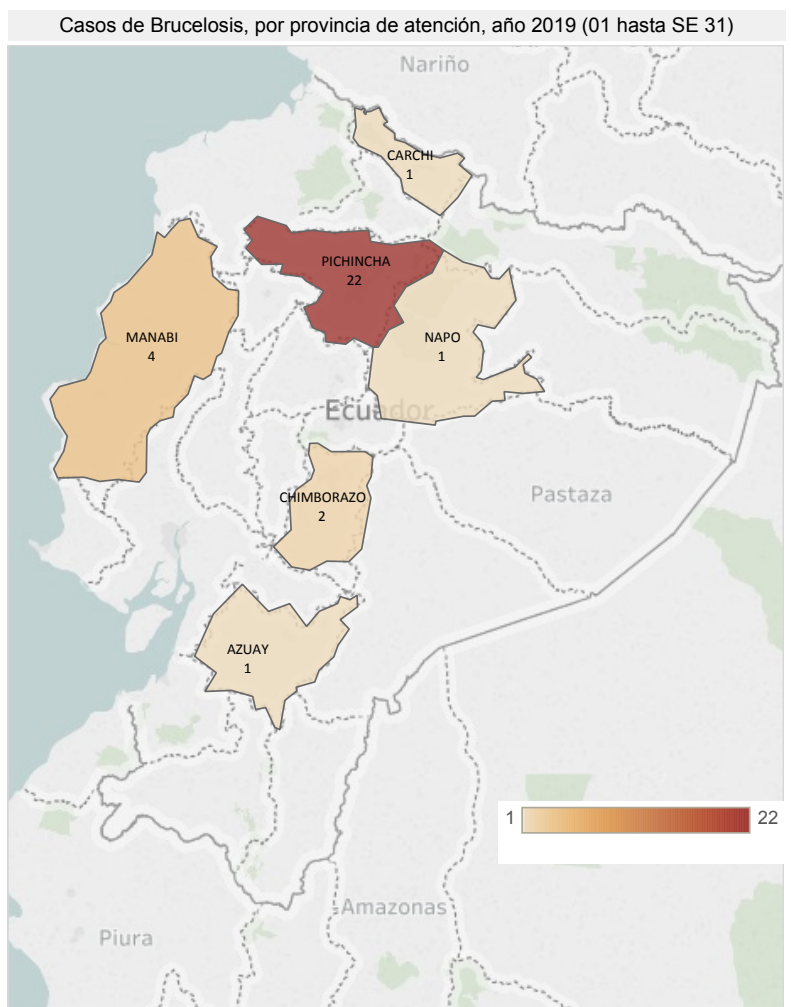 Casos de Brucelosis, por provincia de atención, año 2019 (01 hasta SE 31)
Nariño
CARCHI
1
PICHINCHA
22
MANABI
4
NAPO
1
Ecuador
CHIMBORAZO
2
Pastaza
AZUAY
1
1
22
Amazonas
Piura